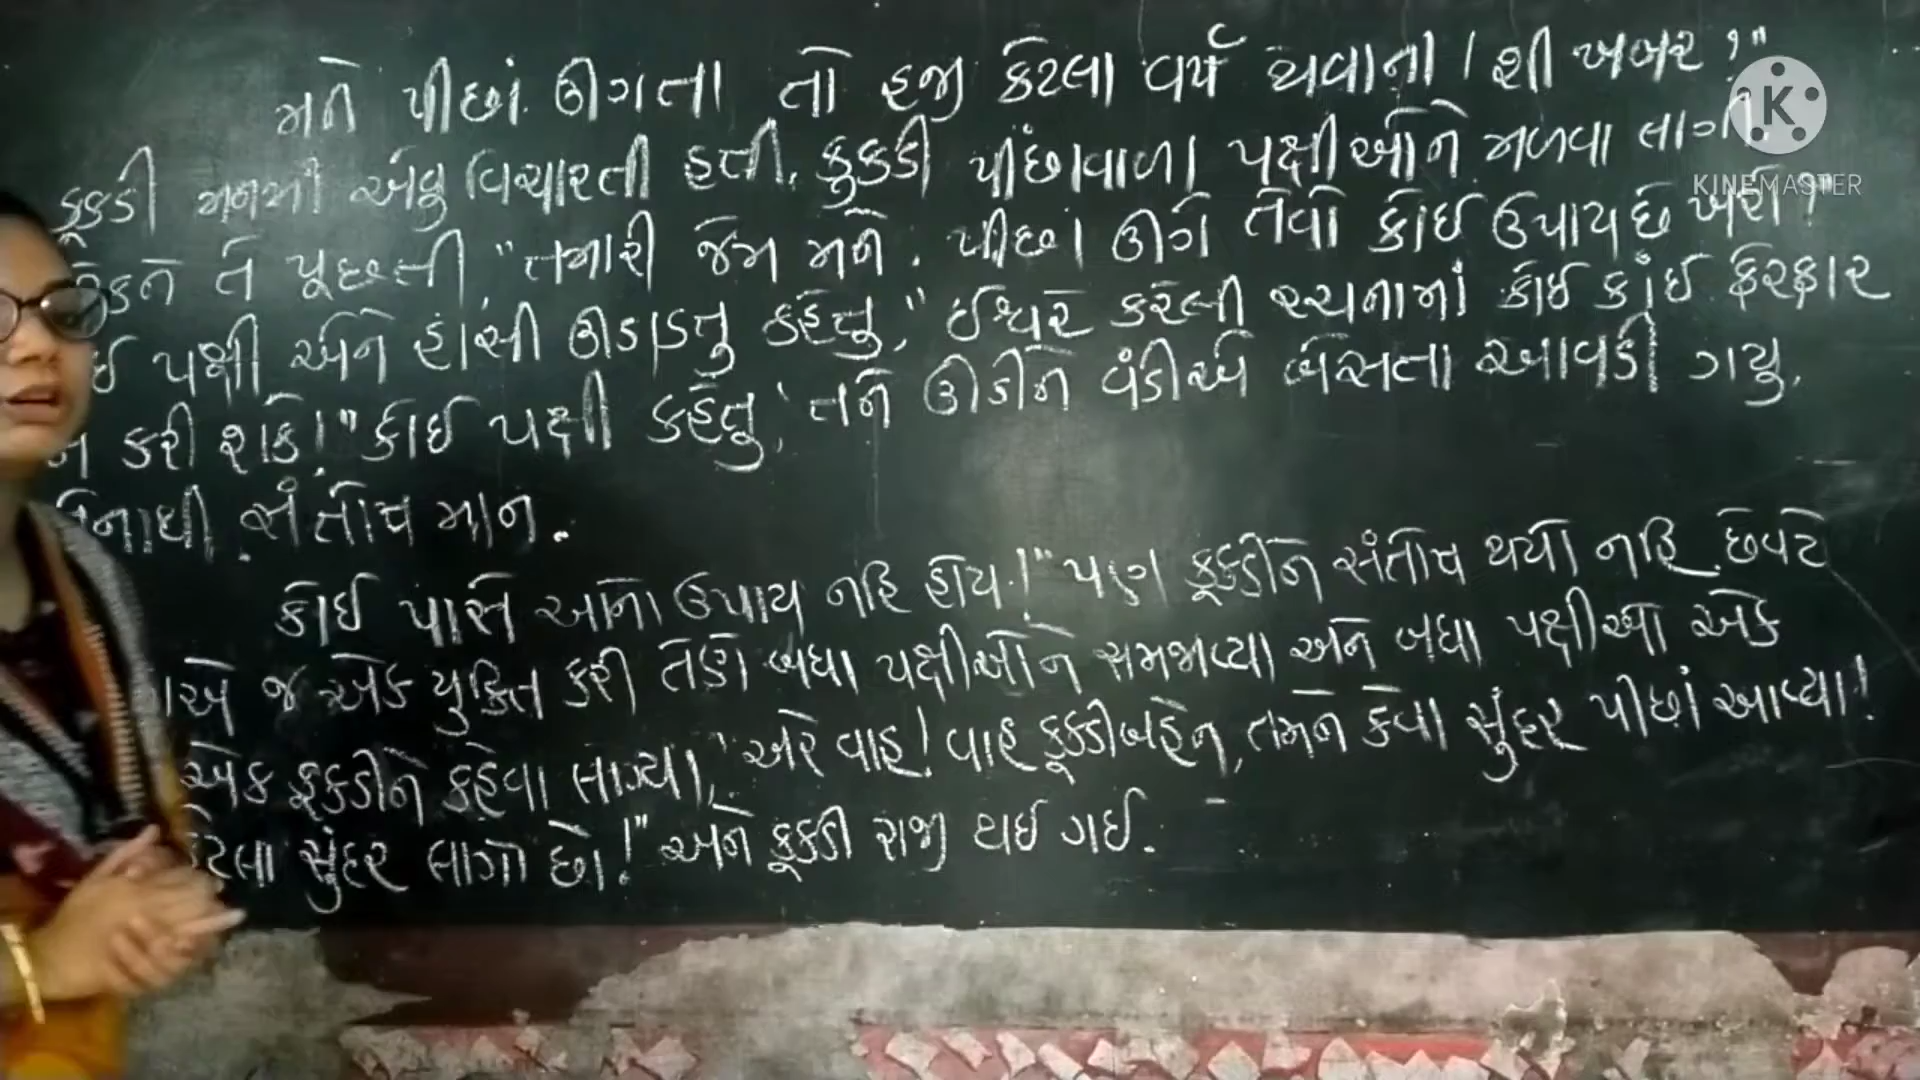 મને પીછાં ઊગતા તો હજી કેટલા વર્ષ થવાના ! શી ખબર ?"
કૂકડી મનમાં એવુ વિચારતી હતી. કુકડી પીંછાવાળા પક્ષીઓને મળવા લાગી.
તે પૂછતી, "તમારી જેમ મને પીછાં ઊગે તેવો કોઈ ઉપાય છે ખરો ?
પક્ષી એને હાંસી ઊડાડતુ કહેતુ, "ઈશ્વરે કરેલી રચનામાં કોઈ કાંઈ ફેરફાર
ન કરી શકે !" કોઈ પક્ષી કહેતુ, 'તને ઊડીને વંડીએ બેસતા આવડી ગયુ,
સંતોષ માન.
કોઈ પાસે આનો ઉપાય નહિ હોય !" પણ કૂકડીને સંતોષ થયો નહિ. છેવટે
જ એક યુક્તિ કરી તેણે બધા પક્ષીઓને સમજાવ્યા અને બધા પક્ષીઓ એક
એક કૂકડીને કહેવા લાગ્યા, "અરે વાહ ! વાહ કૂકડીબહેન, તમને કેવા સુંદર પીછાં આવ્યા !
કેટલા સુંદર લાગો છો !" અને કૂકડી રાજી થઈ ગઈ.
KINEMASTER